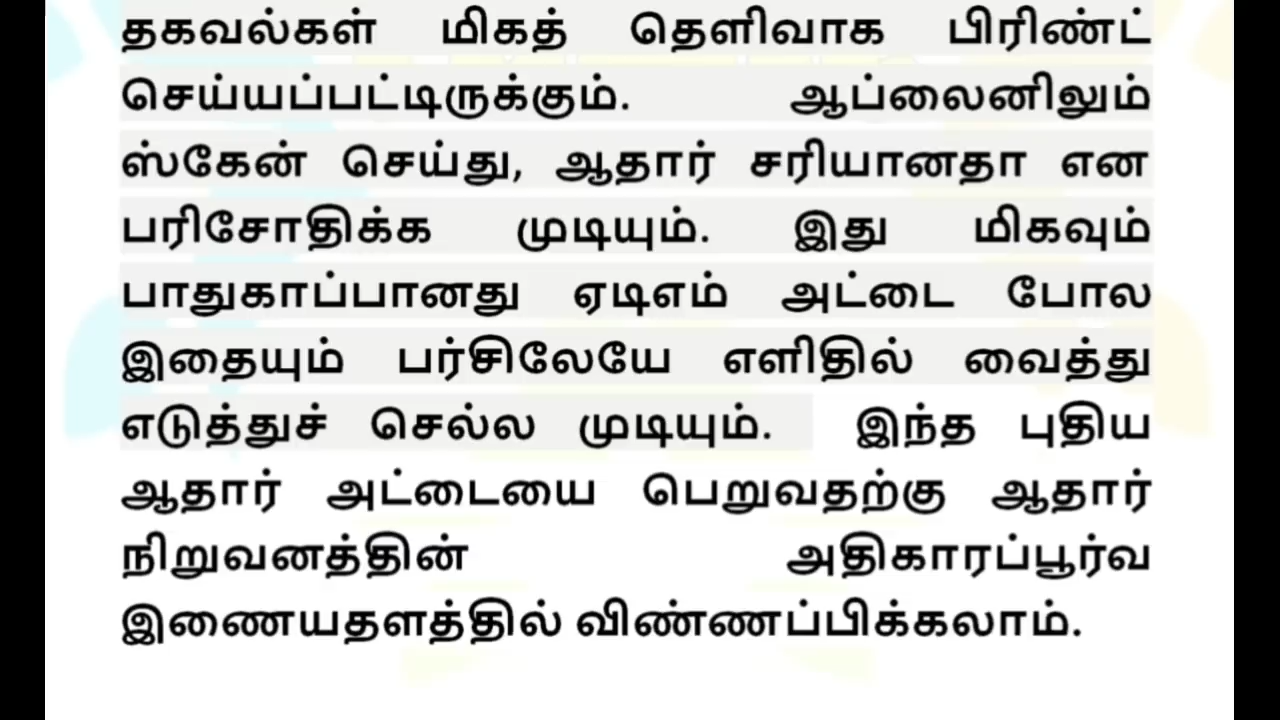 தகவல்கள் மிகத் தெளிவாக பிரிண்ட்
செய்யப்பட்டிருக்கும். ஆப்லைனிலும்
ஸ்கேன் செய்து, ஆதார் சரியானதா என
பரிசோதிக்க முடியும். இது மிகவும்
பாதுகாப்பானது ஏடிஎம் அட்டை போல
இதையும் பர்சிலேயே எளிதில் வைத்து
எடுத்துச் செல்ல முடியும். இந்த புதிய
ஆதார் அட்டையை பெறுவதற்கு ஆதார்
நிறுவனத்தின் அதிகாரப்பூர்வ
இணையதளத்தில் விண்ணப்பிக்கலாம்.